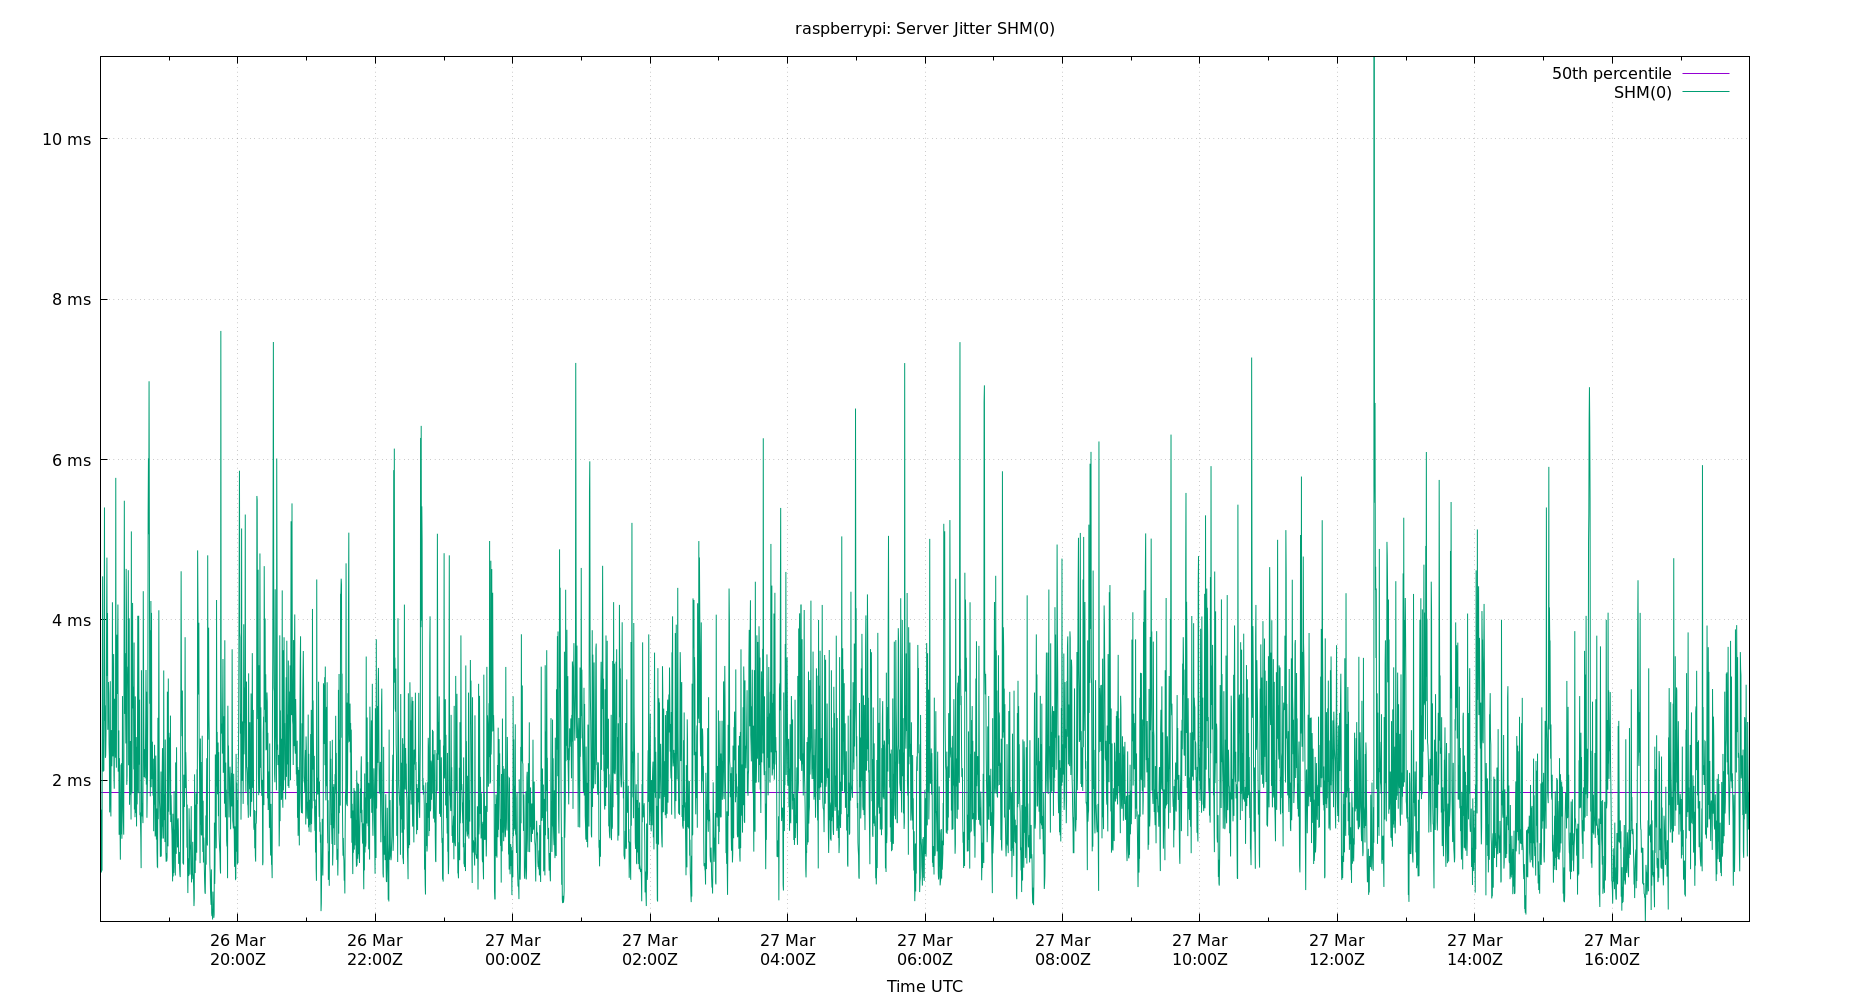 raspberrypi: Server Jitter SHM(0)
50th percentile
SHM(0)
10 ms
8 ms
6 ms
4 ms
2 ms
26 Mar 26 Mar 27 Mar 27 Mar 27 Mar 27 Mar 27 Mar 27 Mar 27 Mar 27 Mar 27 Mar
20:00Z 22:00Z 00:00Z 02:00Z 04:00Z 06:00Z 08:00Z 10:00Z 12:00Z 14:00Z 16:00Z
Time UTC